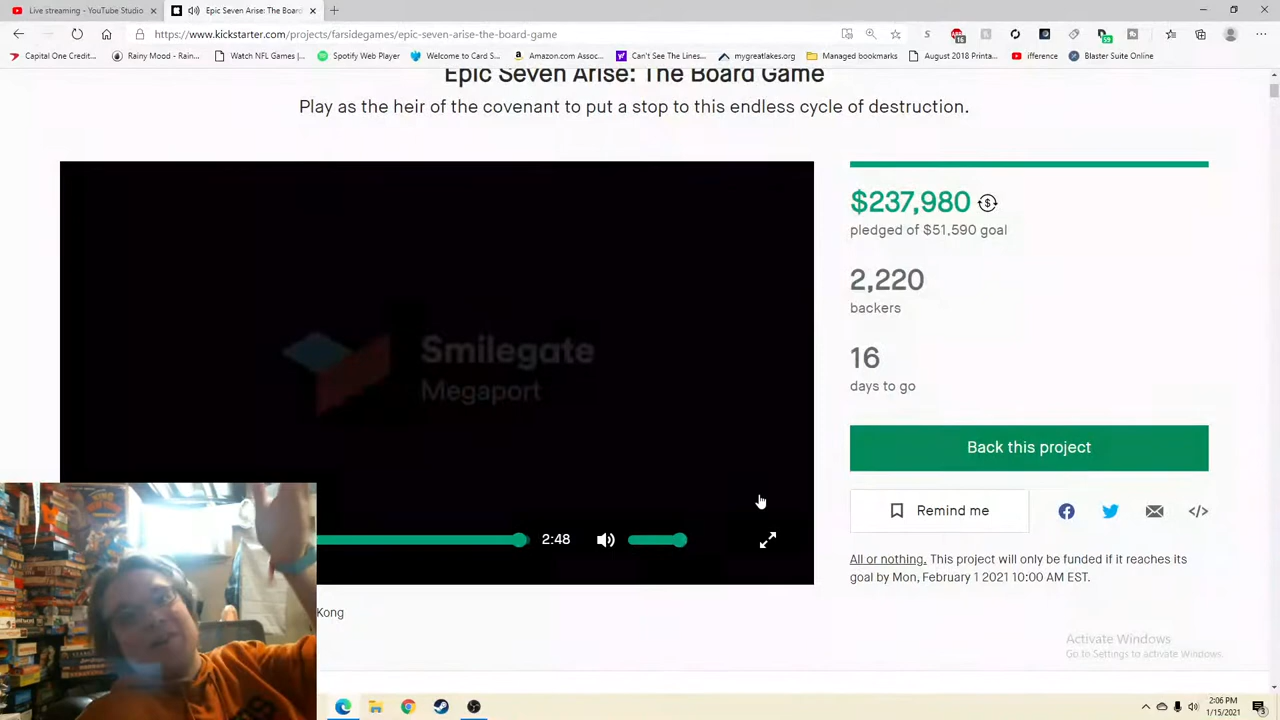 Live streaming - YouTube Studio
Epic Seven Arise: The Board
https://www.kickstarter.com/projects/farsidegames/epic-seven-arise-the-board-game
Capital One Credit...
Rainy Mood - Rain...
Watch URL Games |...
Spotify Web Player
Welcome to Card S...
Amazon.com Assoc...
Can't See The Lines...
mygreatlakes.org
Managed bookmarks
August 2018 Printa...
ifference
Blaster Suite Online
Epic Seven Arise: The Board Game
Play as the heir of the covenant to put a stop to this endless cycle of destruction.
Smilegate
Megaport
2:48
$237,980
pledged of $51,590 goal
2,220
backers
16
days to go
Back this project
Remind me
All or nothing. This project will only be funded if it reaches its
goal by Mon, February 1 2021 10:00 AM EST.
Kong
Activate Windows
Go to Settings to activate Windows.
2:06 PM
1/15/2021